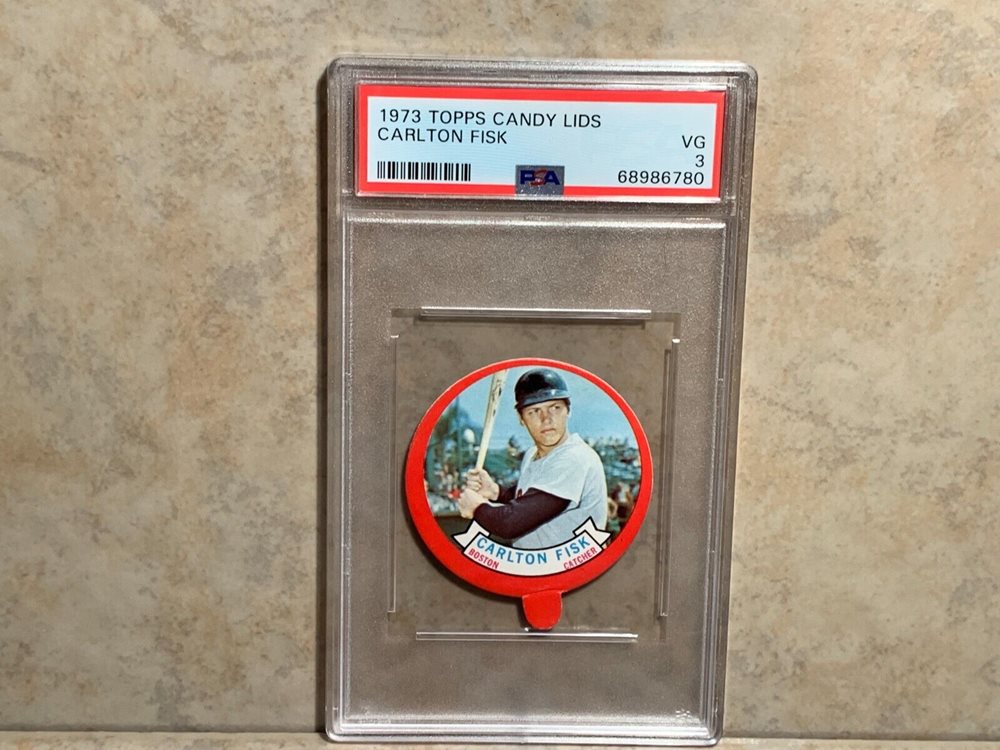 1973 TOPPS CANDY LIDS
CARLTON FISK
VG
3
PSA
68986780
CARLTON FISK
BOSTON
CATCHER